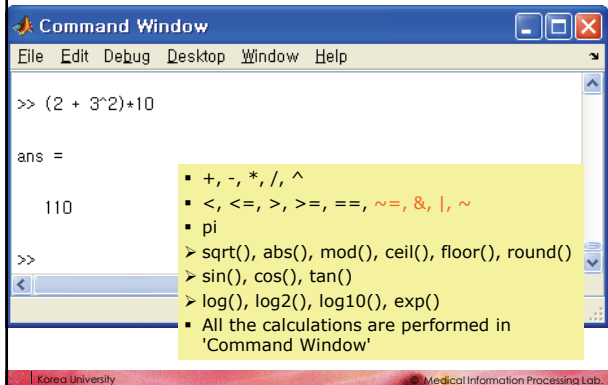 Command Window
File Edit Debug Desktop Window Help
>> (2 + 3^2)*10
ans =
110
>>
▪ +, -, *, /, ^
▪ <, <=, >, >=, ==, ~=, &, |, ~
▪ pi
➢ sqrt(), abs(), mod(), ceil(), floor(), round()
➢ sin(), cos(), tan()
➢ log(), log2(), log10(), exp()
▪ All the calculations are performed in
'Command Window'
Korea University © Medical Information Processing Lab.